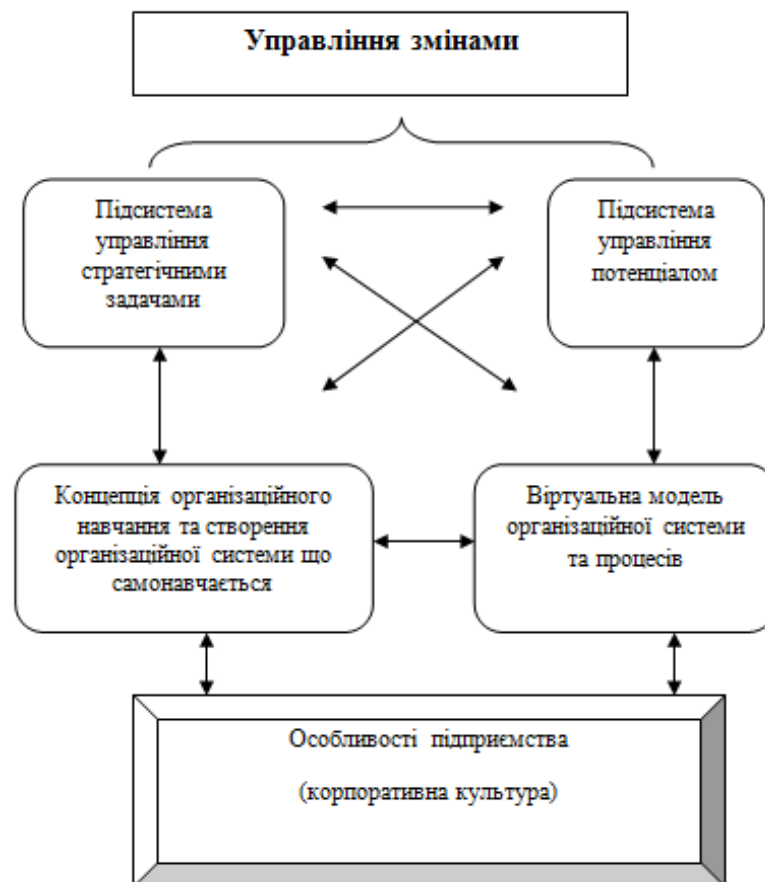 Управління змінами
Підсистема
управління
стратегічними
задачами
Підсистема
управління
потенціалом
Концепція організаційного
навчання та створення
організаційної системи що
самонавчається
Віртуальна модель
організаційної системи
та процесів
Особливості підприємства
(корпоративна культура)